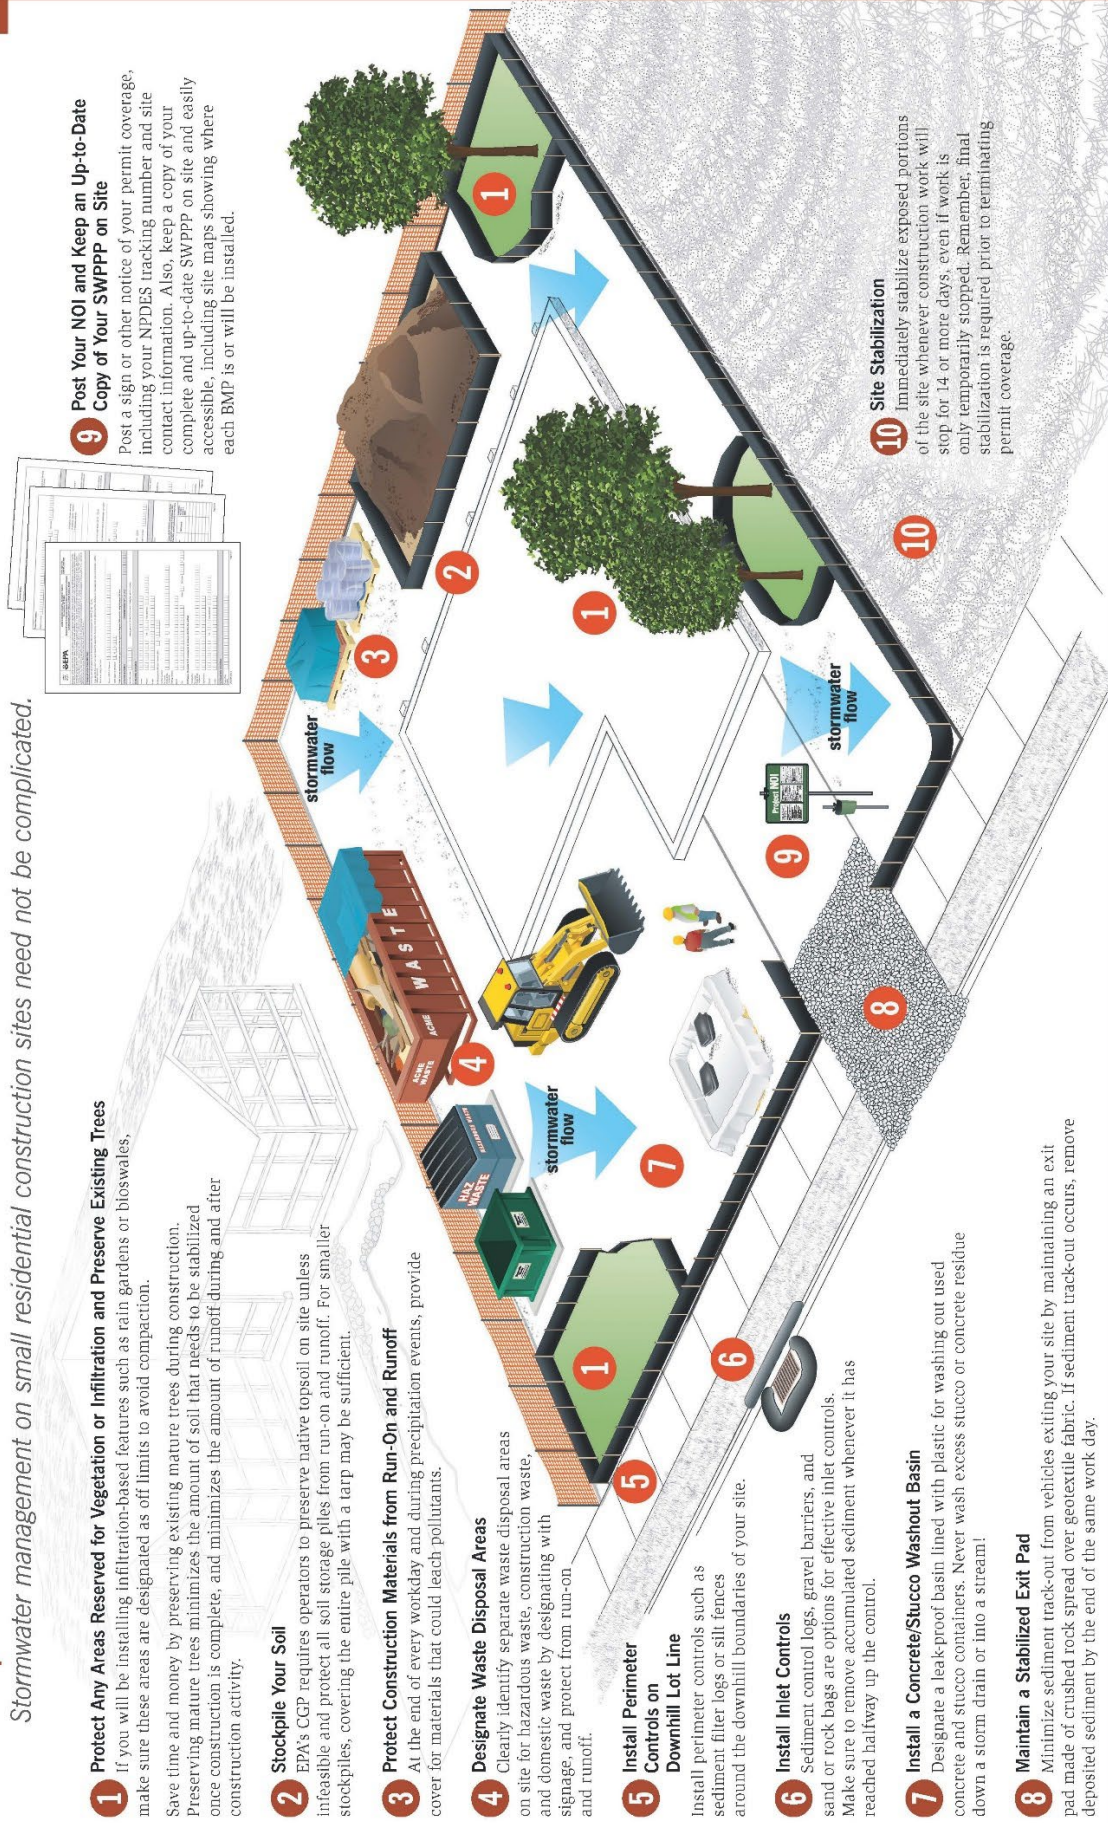 Stormwater management on small residential construction sites need not be complicated.
1 Protect Any Areas Reserved for Vegetation or Infiltration and Preserve Existing Trees
If you will be installing infiltration-based features such as rain gardens or bioswales,
make sure these areas are designated as off limits to avoid compaction.
Save time and money by preserving existing mature trees during construction.
Preserving mature trees minimizes the amount of soil that needs to be stabilized
once construction is complete, and minimizes the amount of runoff during and after
construction activity.
2 Stockpile Your Soil
EPA's CGP requires operators to preserve native topsoil on site unless
infeasible and protect all soil storage piles from run-on and runoff. For smaller
stockpiles, covering the entire pile with a tarp may be sufficient.
3 Protect Construction Materials from Run-On and Runoff
At the end of every workday and during precipitation events, provide
cover for materials that could leach pollutants.
4 Designate Waste Disposal Areas
Clearly identify separate waste disposal areas
on site for hazardous waste, construction waste,
and domestic waste by designating with
signage, and protect from run-on
and runoff.
5 Install Perimeter
Controls on
Downhill Lot Line
Install perimeter controls such as
sediment filter logs or silt fences
around the downhill boundaries of your site.
6 Install Inlet Controls
Sediment control logs, gravel barriers, and
sand or rock bags are options for effective inlet controls.
Make sure to remove accumulated sediment whenever it has
reached halfway up the control.
7 Install a Concrete/Stucco Washout Basin
Designate a leak-proof basin lined with plastic for washing out used
concrete and stucco containers. Never wash excess stucco or concrete residue
down a storm drain or into a stream!
8 Maintain a Stabilized Exit Pad
Minimize sediment track-out from vehicles exiting your site by maintaining an exit
pad made of crushed rock spread over geotextile fabric. If sediment track-out occurs, remove
deposited sediment by the end of the same work day.
9 Post Your NOI and Keep an Up-to-Date
Copy of Your SWPPP on Site
Post a sign or other notice of your permit coverage,
including your NPDES tracking number and site
contact information. Also, keep a copy of your
complete and up-to-date SWPPP on site and easily
accessible, including site maps showing where
each BMP is or will be installed.
10 Site Stabilization
Immediately stabilize exposed portions
of the site whenever construction work will
stop for 14 or more days, even if work is
only temporarily stopped. Remember, final
stabilization is required prior to terminating
permit coverage.
EPA
stormwater
flow
3
2
1
1
ACME
WASTE
ACME
WASTE
4
HAZ
WASTE
stormwater
flow
7
1
5
6
8
9
Project NOI
stormwater
flow
10